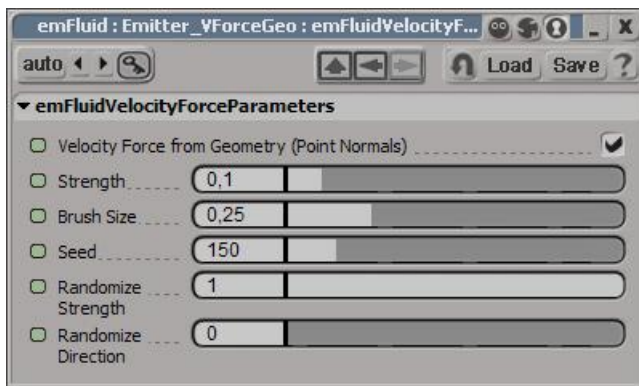 emFluid : Emitter_VForceGeo : emFluidVelocityF...
auto
Load Save ?
emFluidVelocityForceParameters
Velocity Force from Geometry (Point Normals)
Strength 0,1
Brush Size 0,25
Seed 150
Randomize Strength 1
Randomize Direction 0